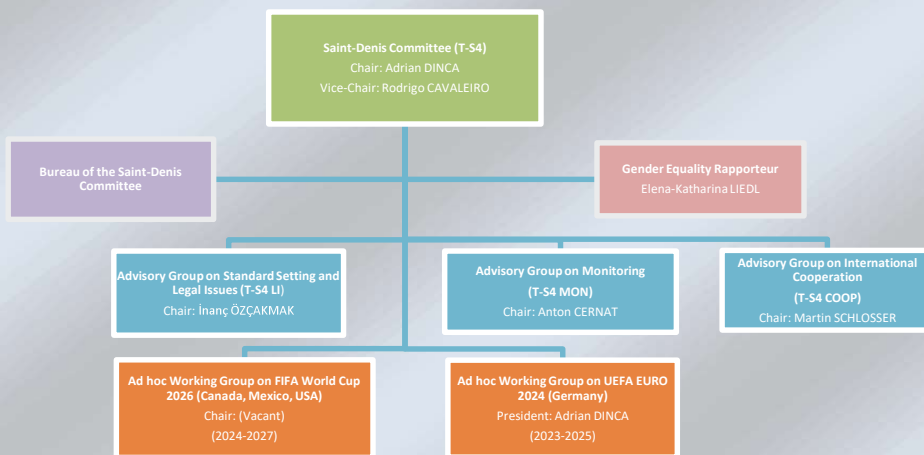 Saint-Denis Committee (T-S4)
Chair: Adrian DINCA
Vice-Chair: Rodrigo CAVALEIRO
Bureau of the Saint-Denis
Committee
Gender Equality Rapporteur
Elena-Katharina LIEDL
Advisory Group on Standard Setting and
Legal Issues (T-S4 LI)
Chair: İnanç ÖZÇAKMAK
Advisory Group on Monitoring
(T-S4 MON)
Chair: Anton CERNAT
Advisory Group on International
Cooperation
(T-S4 COOP)
Chair: Martin SCHLOSSER
Ad hoc Working Group on FIFA World Cup
2026 (Canada, Mexico, USA)
Chair: (Vacant)
(2024-2027)
Ad hoc Working Group on UEFA EURO
2024 (Germany)
President: Adrian DINCA
(2023-2025)